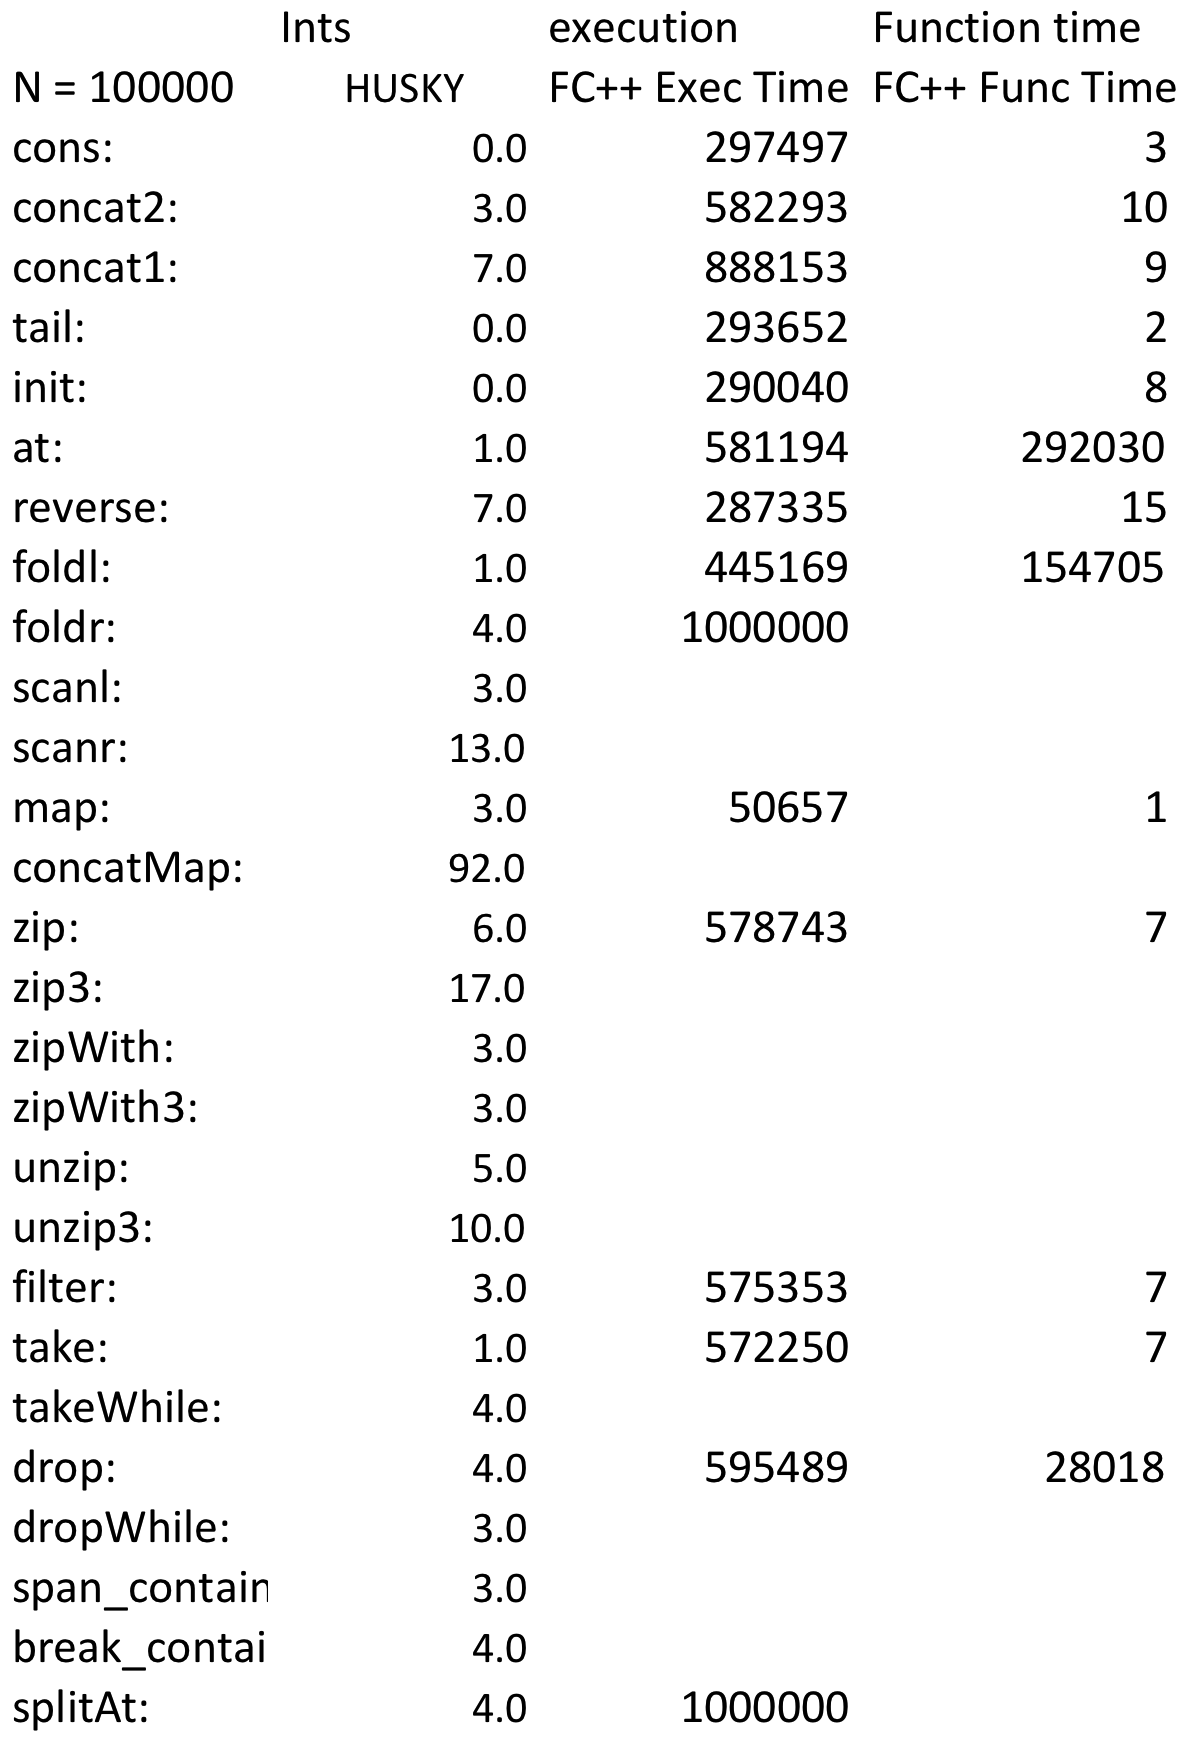 Ints execution Function time
N = 100000 HUSKY FC++ Exec Time FC++ Func Time
cons: 0.0 297497 3
concat2: 3.0 582293 10
concat1: 7.0 888153 9
tail: 0.0 293652 2
init: 0.0 290040 8
at: 1.0 581194 292030
reverse: 7.0 287335 15
foldl: 1.0 445169 154705
foldr: 4.0 1000000
scanl: 3.0
scanr: 13.0
map: 3.0 50657 1
concatMap: 92.0
zip: 6.0 578743 7
zip3: 17.0
zipWith: 3.0
zipWith3: 3.0
unzip: 5.0
unzip3: 10.0
filter: 3.0 575353 7
take: 1.0 572250 7
takeWhile: 4.0
drop: 4.0 595489 28018
dropWhile: 3.0
span_contain 3.0
break_contai 4.0
splitAt: 4.0 1000000